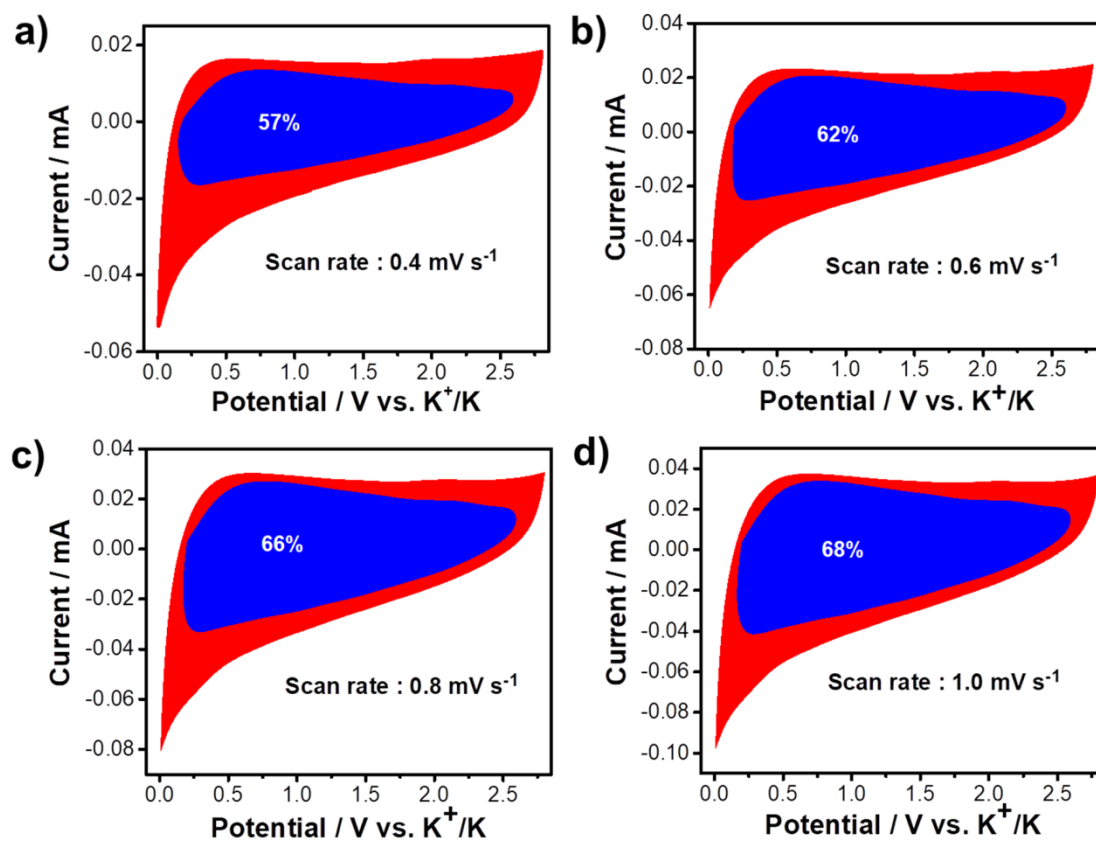 a)
0.02
0.00
-0.02
-0.04
-0.06
Current / mA
57%
Scan rate : 0.4 mV s⁻¹
0.0 0.5 1.0 1.5 2.0 2.5
Potential / V vs. K⁺/K
b)
0.04
0.02
0.00
-0.02
-0.04
-0.06
-0.08
Current / mA
62%
Scan rate : 0.6 mV s⁻¹
0.0 0.5 1.0 1.5 2.0 2.5
Potential / V vs. K⁺/K
c)
0.04
0.02
0.00
-0.02
-0.04
-0.06
-0.08
Current / mA
66%
Scan rate : 0.8 mV s⁻¹
0.0 0.5 1.0 1.5 2.0 2.5
Potential / V vs. K⁺/K
d)
0.04
0.02
0.00
-0.02
-0.04
-0.06
-0.08
-0.10
Current / mA
68%
Scan rate : 1.0 mV s⁻¹
0.0 0.5 1.0 1.5 2.0 2.5
Potential / V vs. K⁺/K